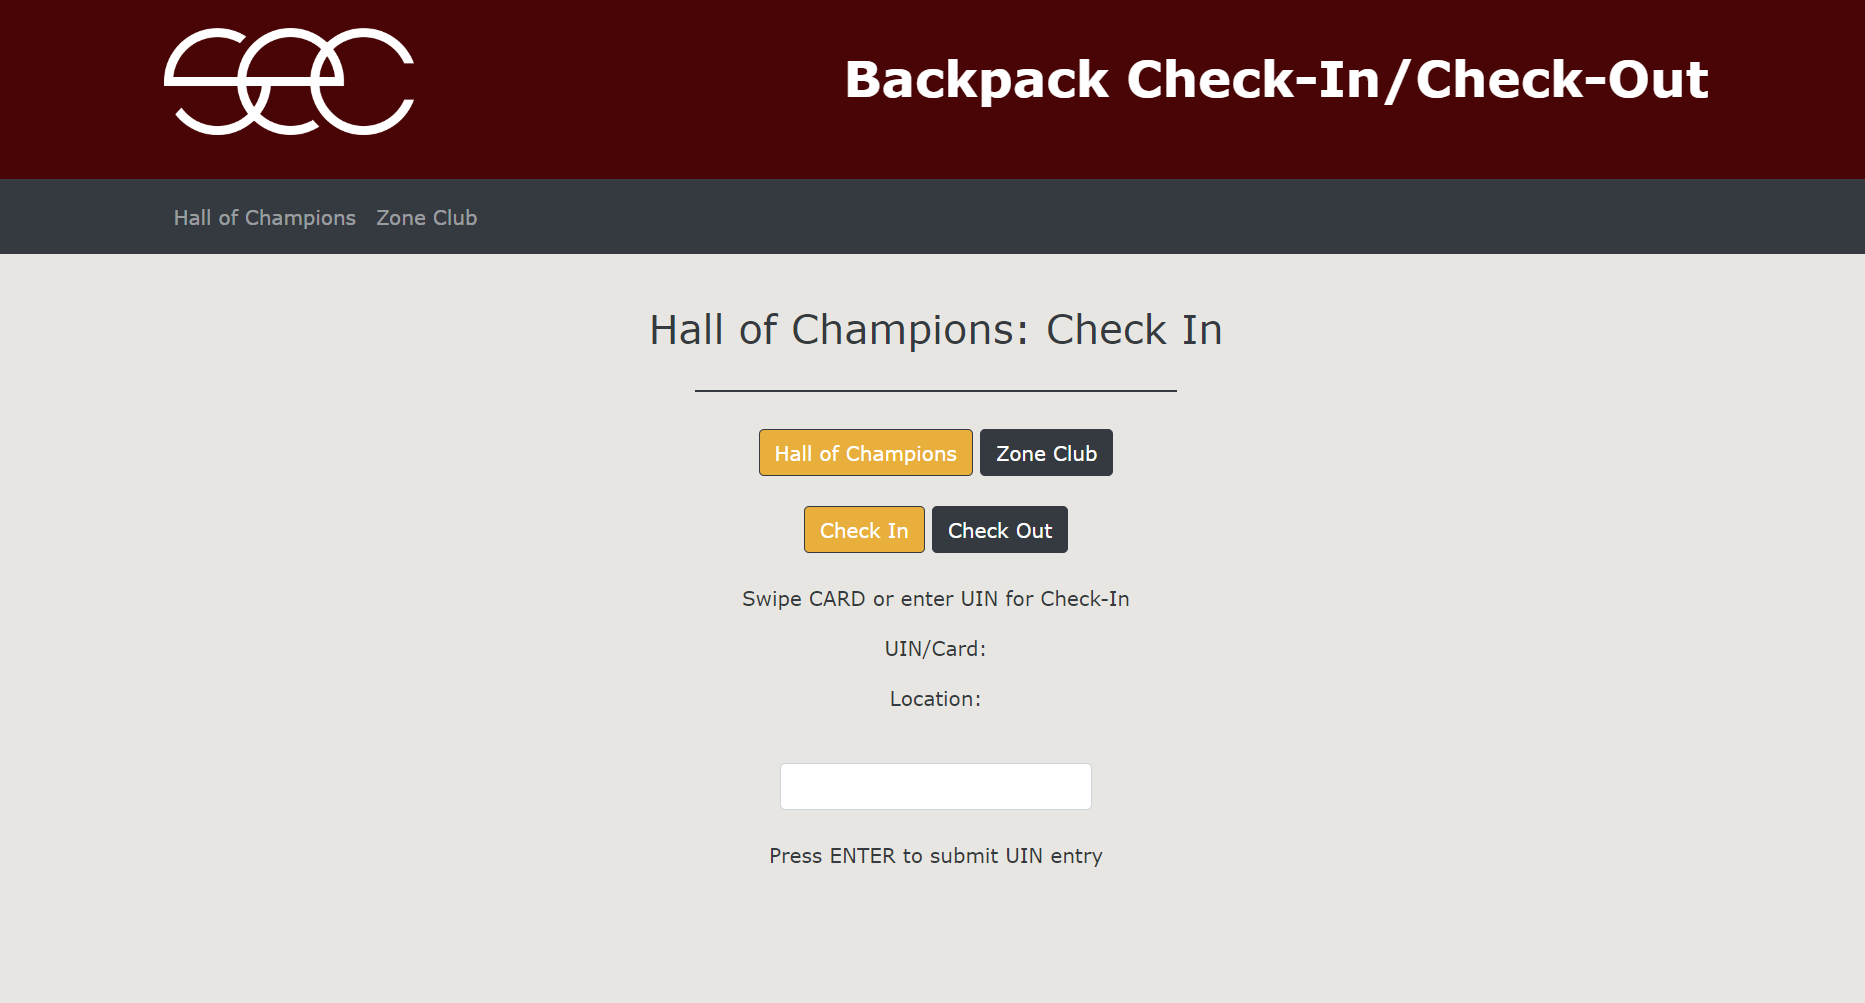 sec
Backpack Check-In/Check-Out
Hall of Champions Zone Club
Hall of Champions: Check In
Hall of Champions Zone Club
Check In Check Out
Swipe CARD or enter UIN for Check-In
UIN/Card:
Location:
Press ENTER to submit UIN entry